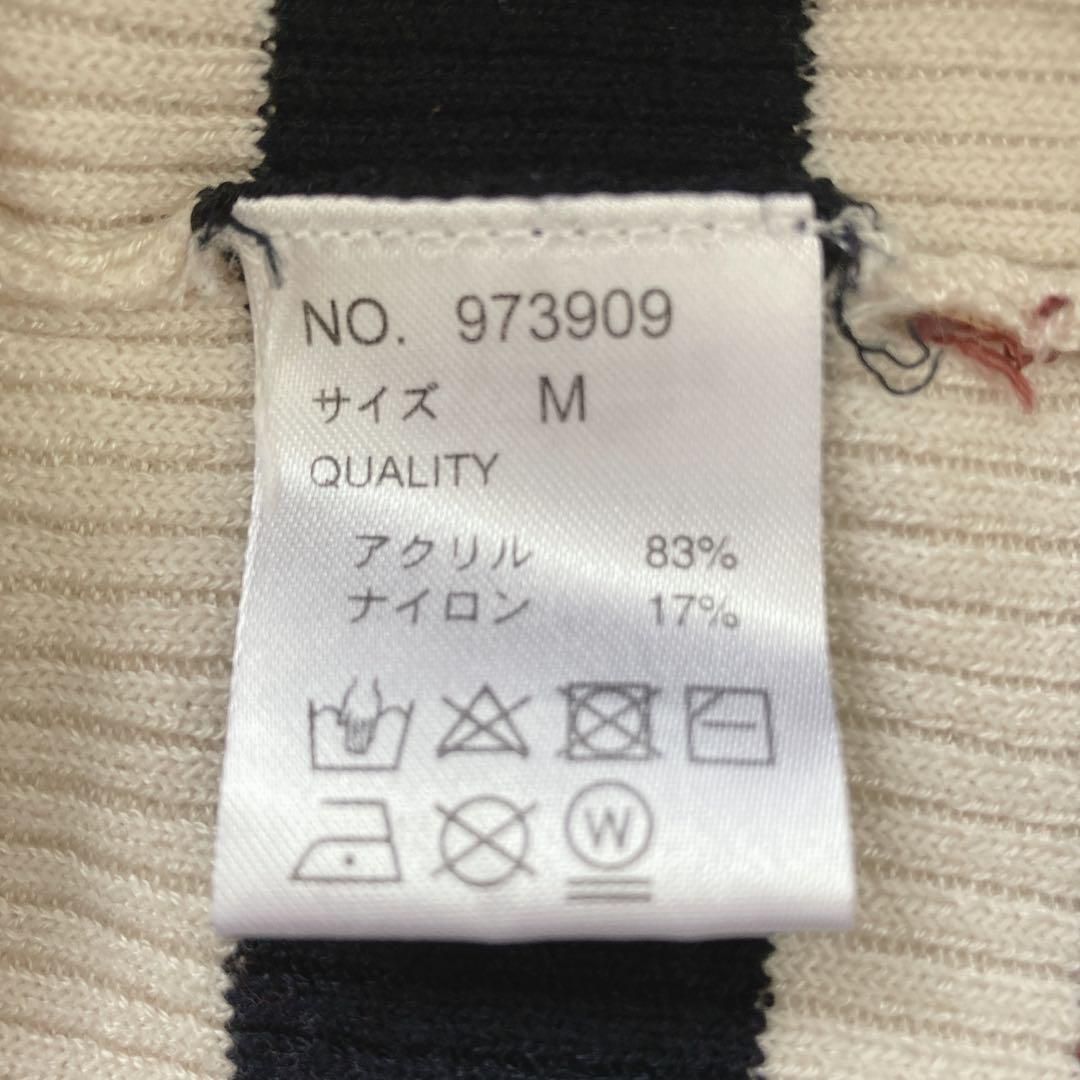 NO. 973909
サイズ M
QUALITY
アクリル 83%
ナイロン 17%
W